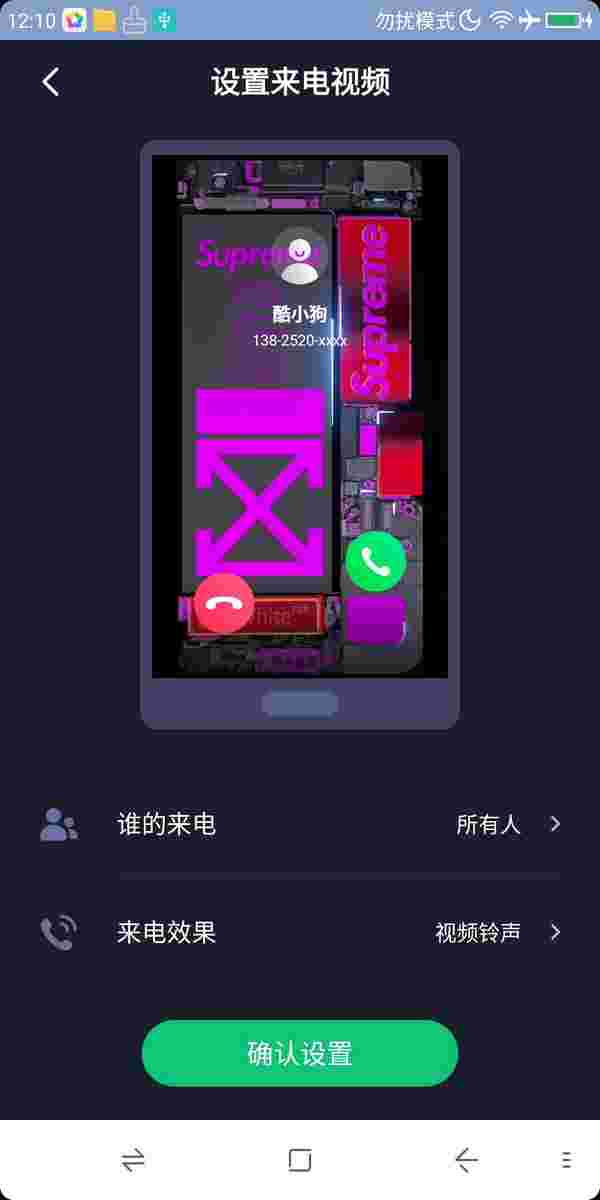 12:10 勿扰模式
设置来电视频
Supreme
Supreme
酷小狗
138-2520-xxxx
White
谁的来电 所有人
来电效果 视频铃声
确认设置